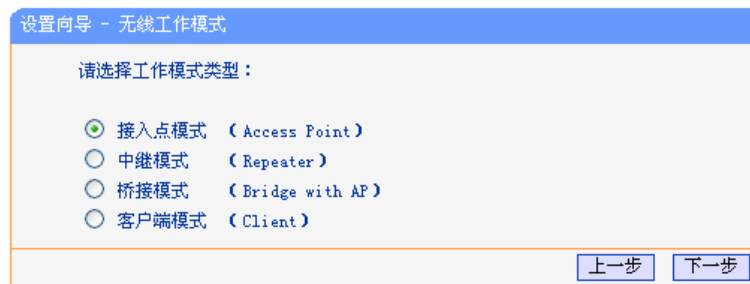 设置向导 - 无线工作模式
请选择工作模式类型：
接入点模式 （Access Point）
中继模式 （Repeater）
桥接模式 （Bridge with AP）
客户端模式 （Client）
上一步 下一步